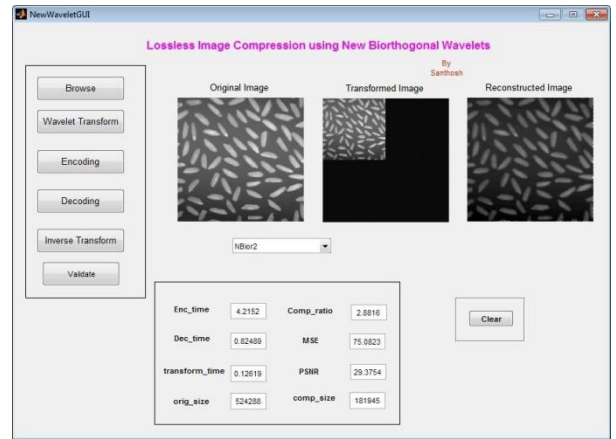 NewWaveletGUI
Lossless Image Compression using New Biorthogonal Wavelets
By
Santhosh
Browse
Wavelet Transform
Encoding
Decoding
Inverse Transform
Validate
Original Image
Transformed Image
Reconstructed Image
NBior2
Enc_time 4.2152 Comp_ratio 2.8816
Dec_time 0.82489 MSE 75.0823
transform_time 0.12619 PSNR 29.3754
orig_size 524288 comp_size 181945
Clear